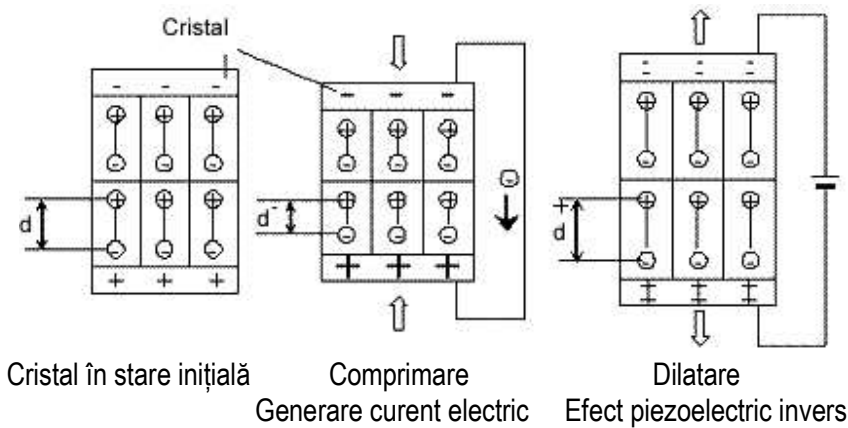 Cristal
- - -
- - -
- - -
- - -
+ + +
+ + +
+ + +
- - -
- - -
- - -
-
+ + +
+ + +
+ + +
d
d-
+
d
- - -
- - -
- - -
+ + +
+ + +
+ + +
+ + +
Cristal în stare inițială
Comprimare
Dilatare
Generare curent electric
Efect piezoelectric invers